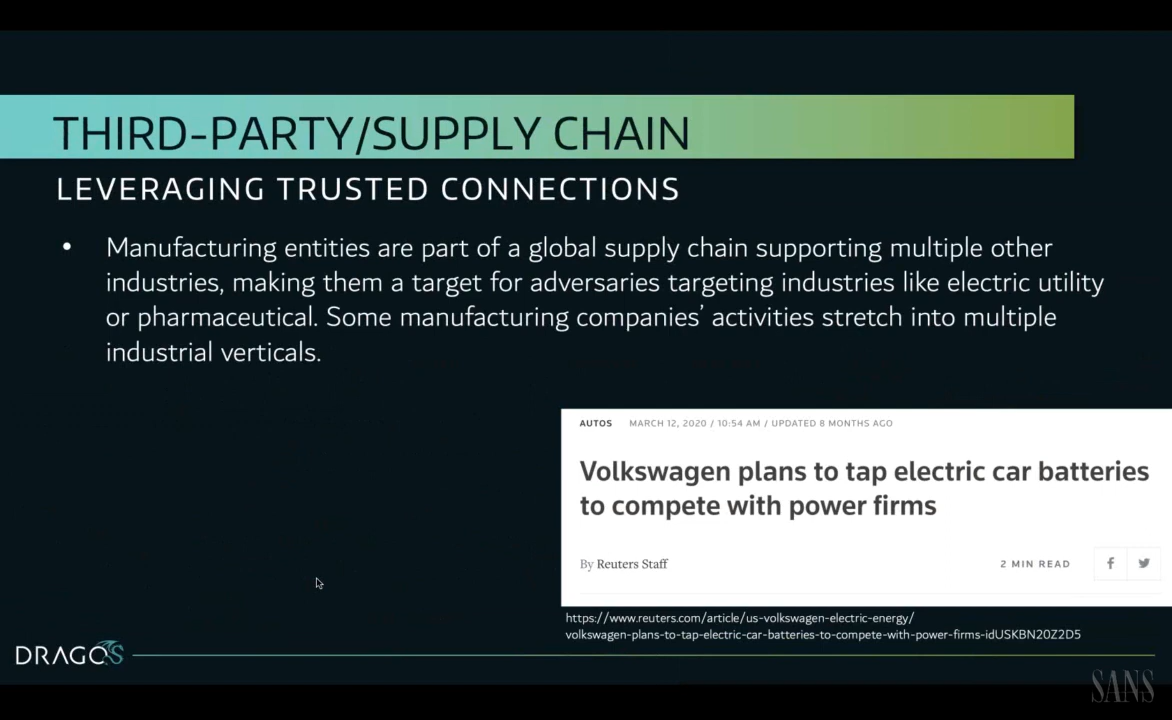 THIRD-PARTY/SUPPLY CHAIN
LEVERAGING TRUSTED CONNECTIONS
• Manufacturing entities are part of a global supply chain supporting multiple other
industries, making them a target for adversaries targeting industries like electric utility
or pharmaceutical. Some manufacturing companies’ activities stretch into multiple
industrial verticals.
AUTOS MARCH 12, 2020 / 10:54 AM / UPDATED 8 MONTHS AGO
Volkswagen plans to tap electric car batteries
to compete with power firms
By Reuters Staff
2 MIN READ
https://www.reuters.com/article/us-volkswagen-electric-energy/
volkswagen-plans-to-tap-electric-car-batteries-to-compete-with-power-firms-idUSKBN20Z2D5
DRAGOS
SANS